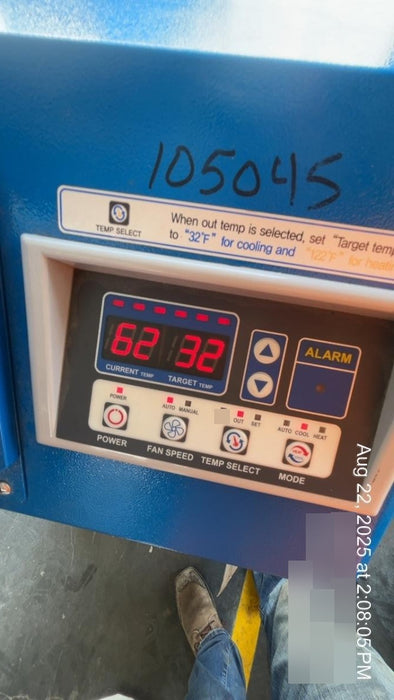 105045
When out temp is selected, set "Target temp
to "32°F" for cooling and "122°F" for heati
TEMP SELECT
62 32
CURRENT TEMP TARGET TEMP
ALARM
POWER AUTO MANUAL OUT SET AUTO COOL HEAT
POWER FAN SPEED TEMP SELECT MODE
Aug 22, 2025 at 2:08:05 PM